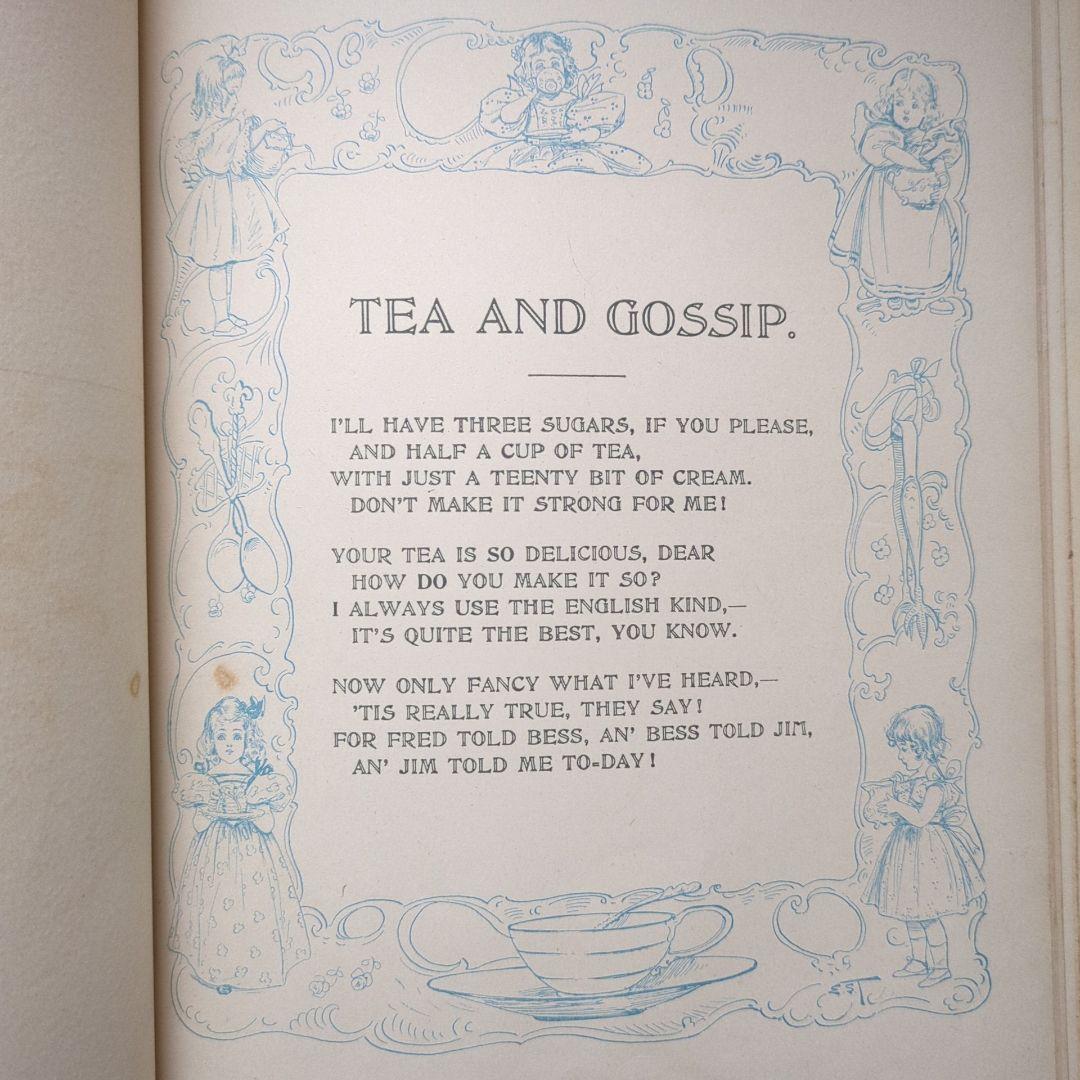 TEA AND GOSSIP.
I'LL HAVE THREE SUGARS, IF YOU PLEASE,
AND HALF A CUP OF TEA,
WITH JUST A TEENTY BIT OF CREAM.
DON'T MAKE IT STRONG FOR ME!
YOUR TEA IS SO DELICIOUS, DEAR
HOW DO YOU MAKE IT SO?
I ALWAYS USE THE ENGLISH KIND,—
IT'S QUITE THE BEST, YOU KNOW.
NOW ONLY FANCY WHAT I'VE HEARD,—
'TIS REALLY TRUE, THEY SAY!
FOR FRED TOLD BESS, AN' BESS TOLD JIM,
AN' JIM TOLD ME TO=DAY!
EST